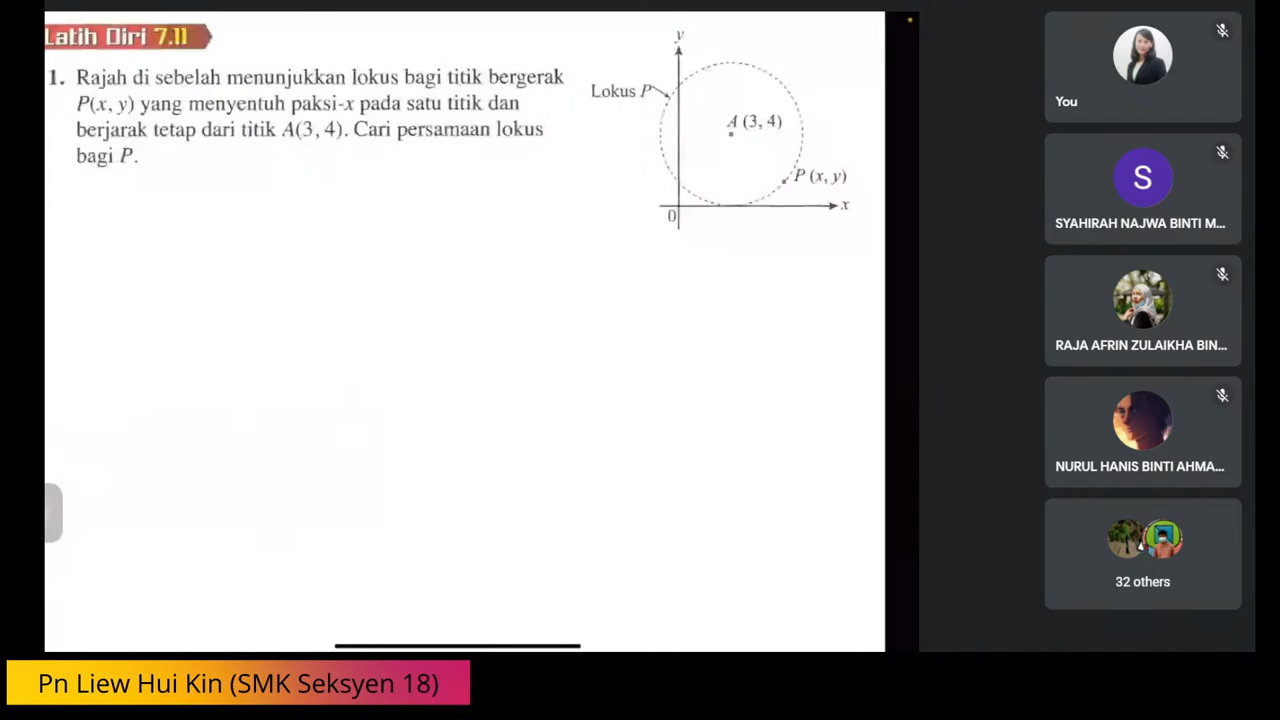 Latih Diri 7.11
1. Rajah di sebelah menunjukkan lokus bagi titik bergerak
P(x, y) yang menyentuh paksi-x pada satu titik dan
berjarak tetap dari titik A(3, 4). Cari persamaan lokus
bagi P.
y
Lokus P
A (3, 4)
P (x, y)
0
x
You
S
SYAHIRAH NAJWA BINTI M...
RAJA AFRIN ZULAIKHA BIN...
NURUL HANIS BINTI AHMA...
32 others
Pn Liew Hui Kin (SMK Seksyen 18)